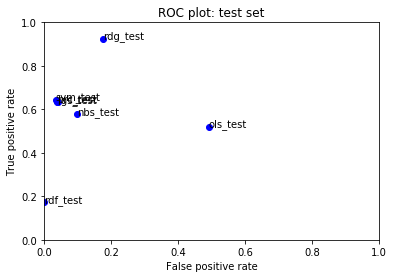 ROC plot: test set
1.0
0.8
0.6
0.4
0.2
0.0
True positive rate
rdg_test
svm_test
nbs_test
ols_test
rdf_test
0.0 0.2 0.4 0.6 0.8 1.0
False positive rate